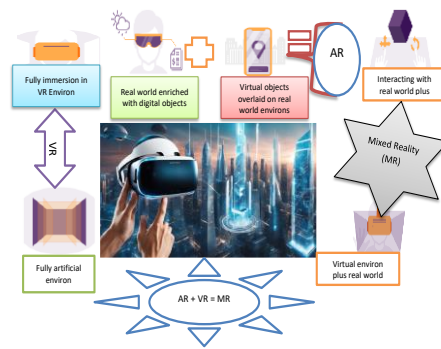 AR
Fully immersion in
VR Environ
Real world enriched
with digital objects
Virtual objects
overlaid on real
world environs
Interacting with
real world plus
VR
Mixed Reality
(MR)
Fully artificial
environ
Virtual environ
plus real world
AR + VR = MR